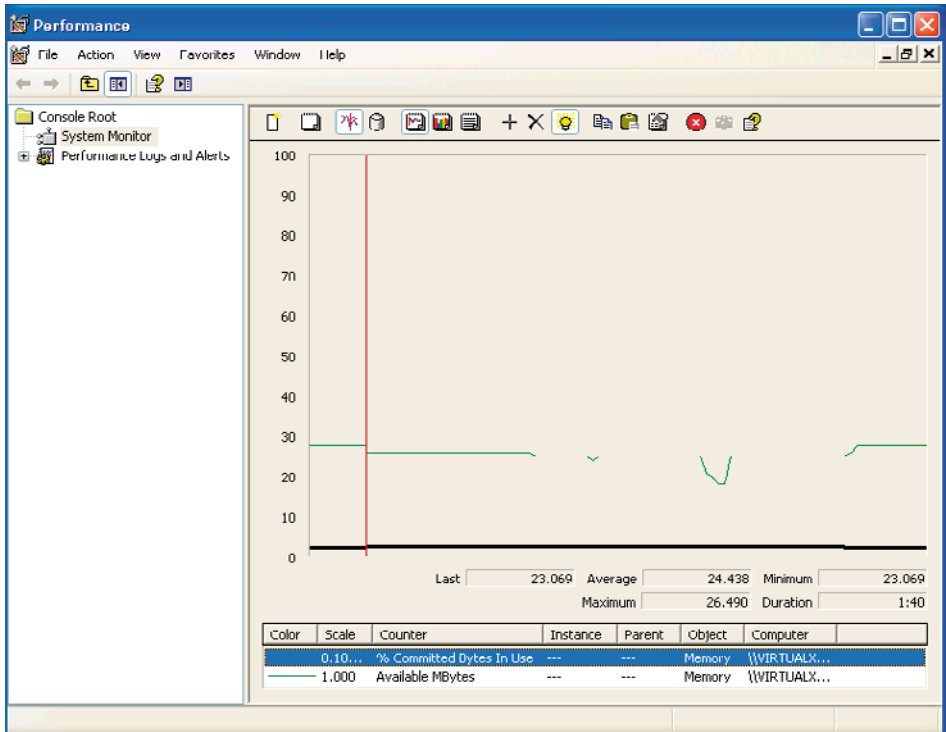 Performance
File Action View Favorites Window Help
Console Root
System Monitor
Performance Logs and Alerts
100
90
80
70
60
50
40
30
20
10
0
Last 23.069 Average 24.438 Minimum 23.069
Maximum 26.490 Duration 1:40
Color Scale Counter Instance Parent Object Computer
0.10... % Committed Bytes In Use --- --- Memory \\VIRTUALX...
1.000 Available MBytes --- --- Memory \\VIRTUALX...